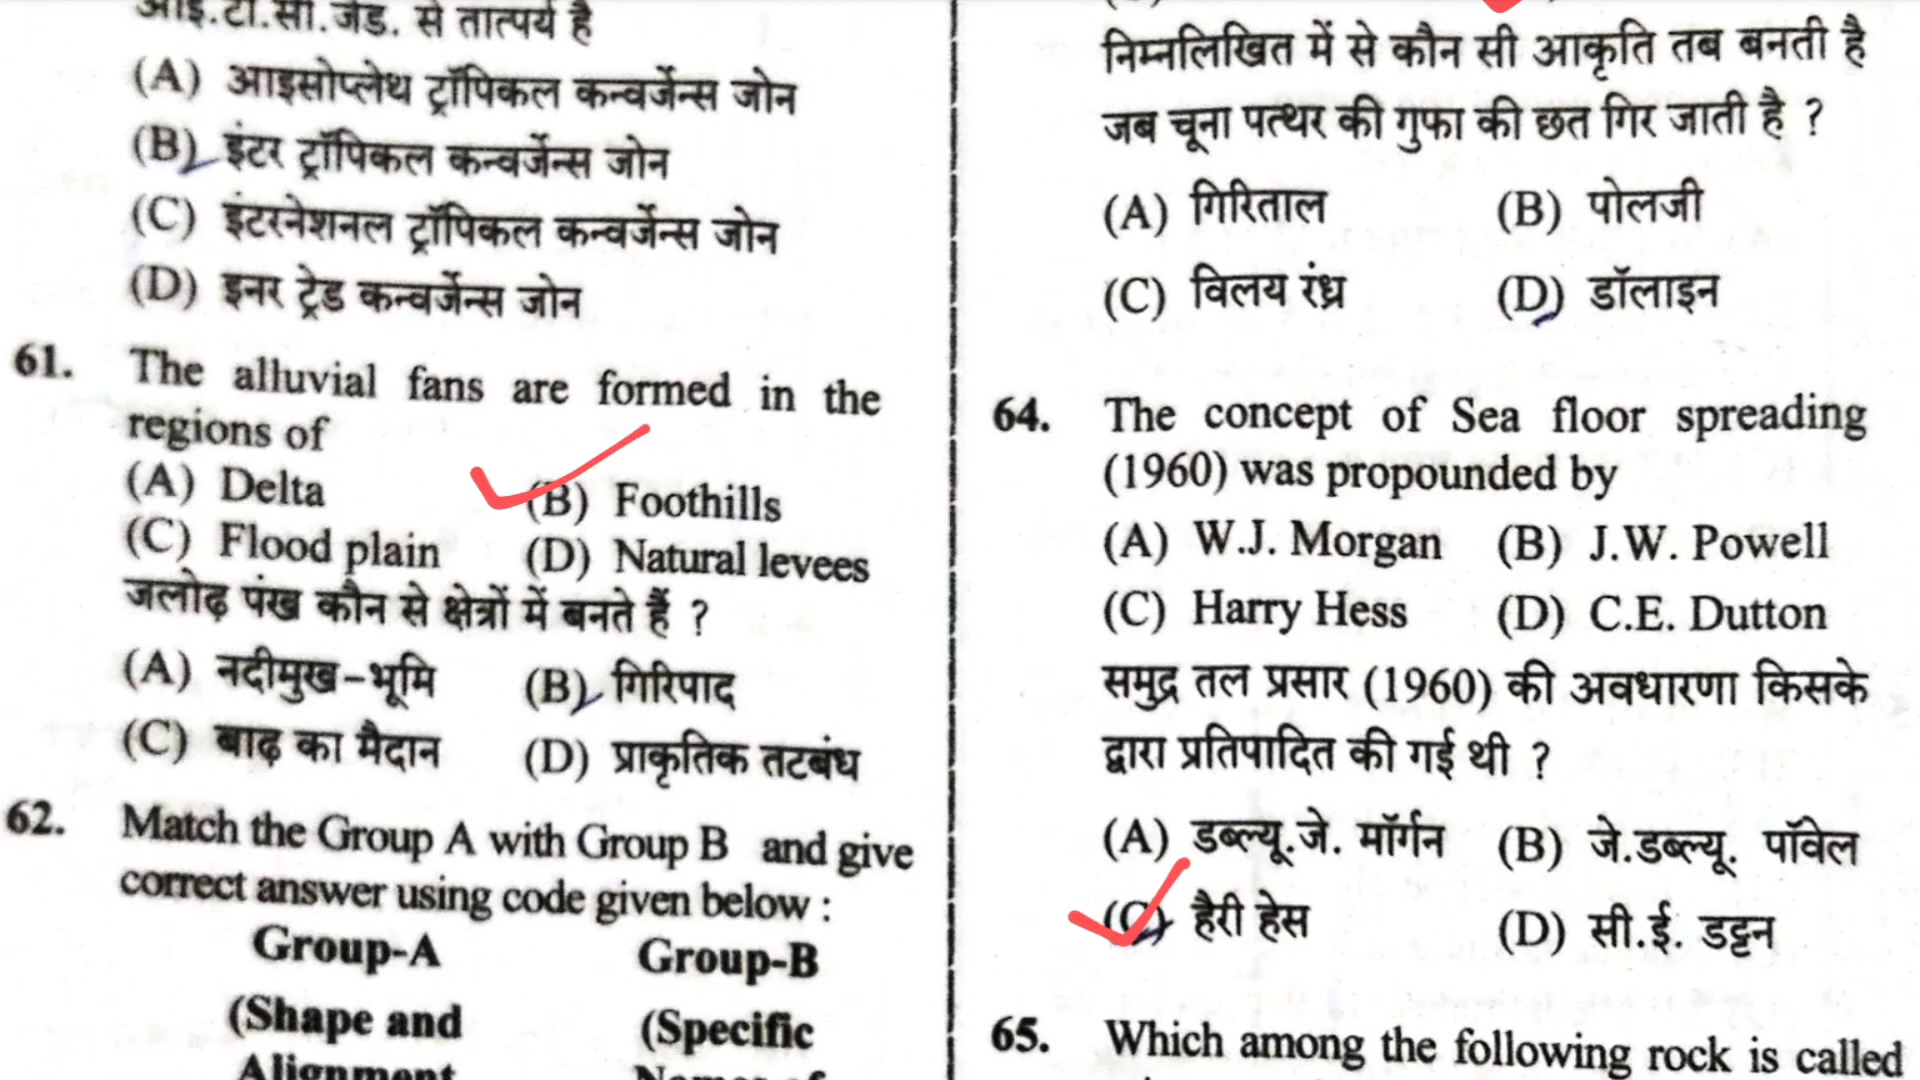 आई.टी.सी.जेड. से तात्पर्य है
(A) आइसोप्लेथ ट्रॉपिकल कन्वर्जेन्स जोन
(B) इंटर ट्रॉपिकल कन्वर्जेन्स जोन
(C) इंटरनेशनल ट्रॉपिकल कन्वर्जेन्स जोन
(D) इनर ट्रेड कन्वर्जेन्स जोन
61. The alluvial fans are formed in the
regions of
(A) Delta (B) Foothills
(C) Flood plain (D) Natural levees
जलोढ़ पंख कौन से क्षेत्रों में बनते हैं ?
(A) नदीमुख-भूमि (B) गिरिपाद
(C) बाढ़ का मैदान (D) प्राकृतिक तटबंध
62. Match the Group A with Group B and give
correct answer using code given below :
Group-A Group-B
(Shape and (Specific
Alignment Names of
निम्नलिखित में से कौन सी आकृति तब बनती है
जब चूना पत्थर की गुफा की छत गिर जाती है ?
(A) गिरिताल (B) पोलजी
(C) विलय रंध्र (D) डॉलाइन
64. The concept of Sea floor spreading
(1960) was propounded by
(A) W.J. Morgan (B) J.W. Powell
(C) Harry Hess (D) C.E. Dutton
समुद्र तल प्रसार (1960) की अवधारणा किसके
द्वारा प्रतिपादित की गई थी ?
(A) डब्ल्यू.जे. मॉर्गन (B) जे.डब्ल्यू. पॉवेल
(C) हैरी हेस (D) सी.ई. डट्टन
65. Which among the following rock is called